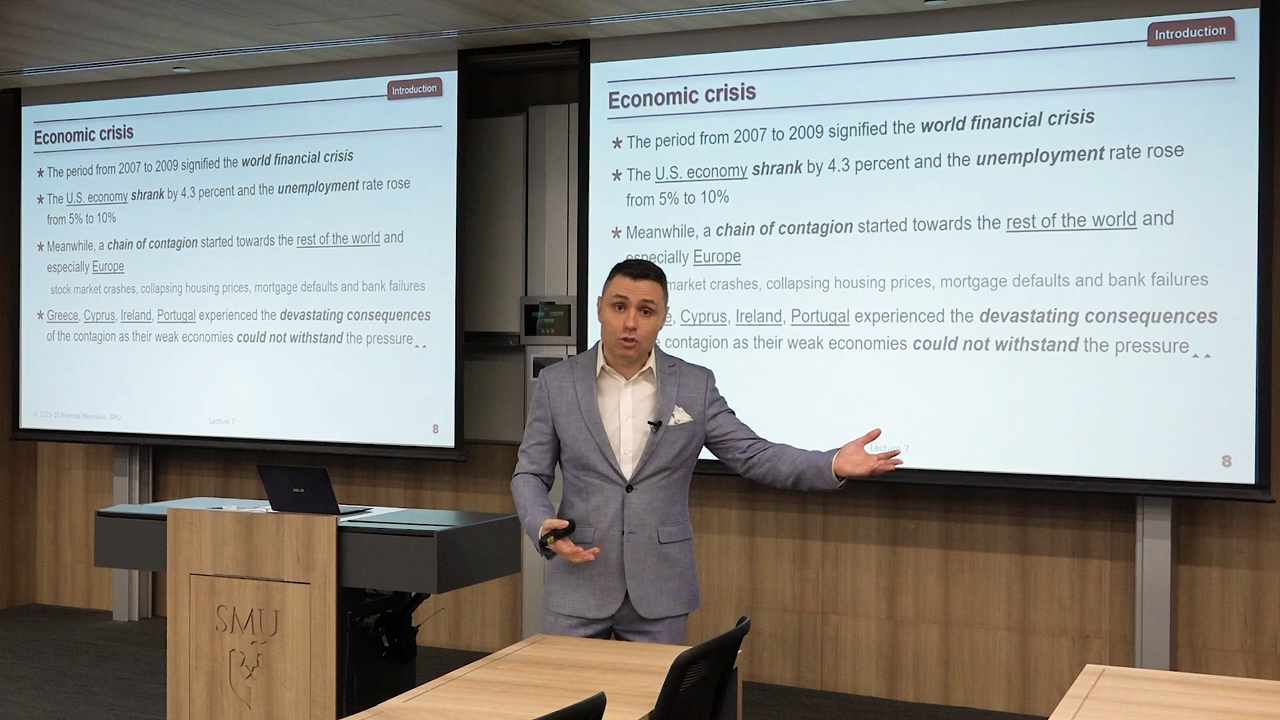 Introduction
Economic crisis
* The period from 2007 to 2009 signified the world financial crisis
* The U.S. economy shrank by 4.3 percent and the unemployment rate rose
from 5% to 10%
* Meanwhile, a chain of contagion started towards the rest of the world and
especially Europe
stock market crashes, collapsing housing prices, mortgage defaults and bank failures
* Greece, Cyprus, Ireland, Portugal experienced the devastating consequences
of the contagion as their weak economies could not withstand the pressure
Lecture 7
8
Introduction
Economic crisis
* The period from 2007 to 2009 signified the world financial crisis
* The U.S. economy shrank by 4.3 percent and the unemployment rate rose
from 5% to 10%
* Meanwhile, a chain of contagion started towards the rest of the world and
especially Europe
market crashes, collapsing housing prices, mortgage defaults and bank failures
Cyprus, Ireland, Portugal experienced the devastating consequences
contagion as their weak economies could not withstand the pressure
Lecture 7
8
SMU